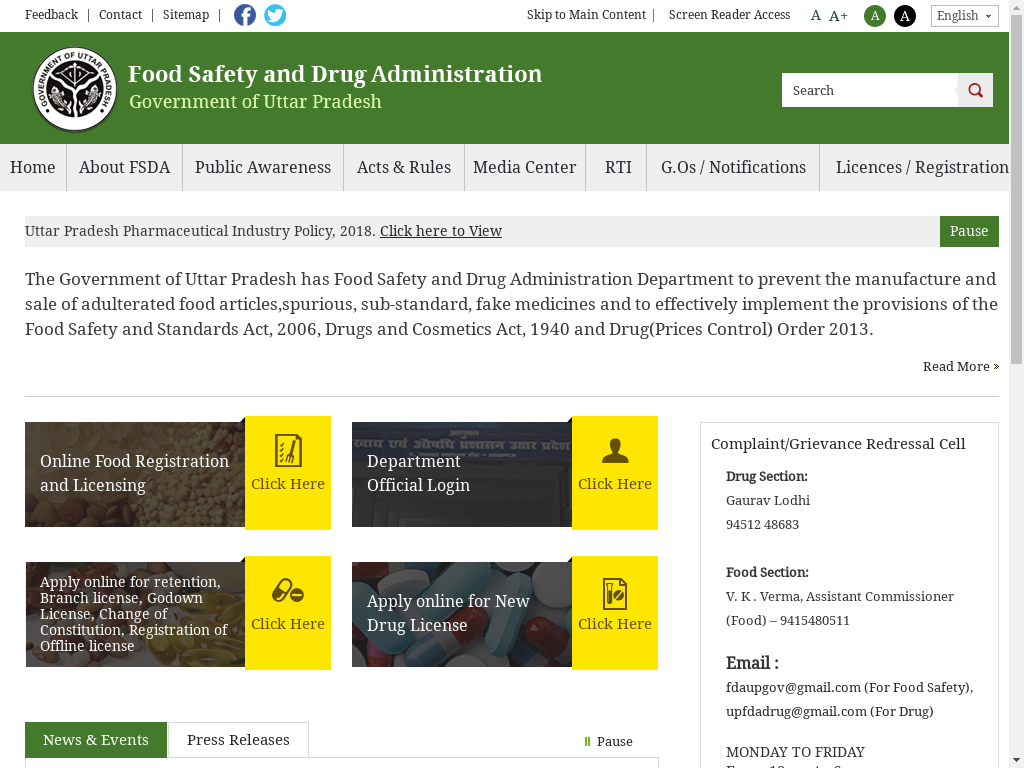 Feedback | Contact | Sitemap |
Skip to Main Content | Screen Reader Access A A+ A A English
GOVERNMENT OF UTTAR PRADESH
Food Safety and Drug Administration
Government of Uttar Pradesh
Search
Home About FSDA Public Awareness Acts & Rules Media Center RTI G.Os / Notifications Licences / Registration
Uttar Pradesh Pharmaceutical Industry Policy, 2018. Click here to View
Pause
The Government of Uttar Pradesh has Food Safety and Drug Administration Department to prevent the manufacture and
sale of adulterated food articles,spurious, sub-standard, fake medicines and to effectively implement the provisions of the
Food Safety and Standards Act, 2006, Drugs and Cosmetics Act, 1940 and Drug(Prices Control) Order 2013.
Read More »
Online Food Registration
and Licensing
Click Here
Department
Official Login
Click Here
Apply online for retention,
Branch license, Godown
License, Change of
Constitution, Registration of
Offline license
Click Here
Apply online for New
Drug License
Click Here
Complaint/Grievance Redressal Cell
Drug Section:
Gaurav Lodhi
94512 48683
Food Section:
V. K . Verma, Assistant Commissioner
(Food) – 9415480511
Email :
fdaupgov@gmail.com (For Food Safety),
upfdadrug@gmail.com (For Drug)
MONDAY TO FRIDAY
News & Events
Press Releases
Pause